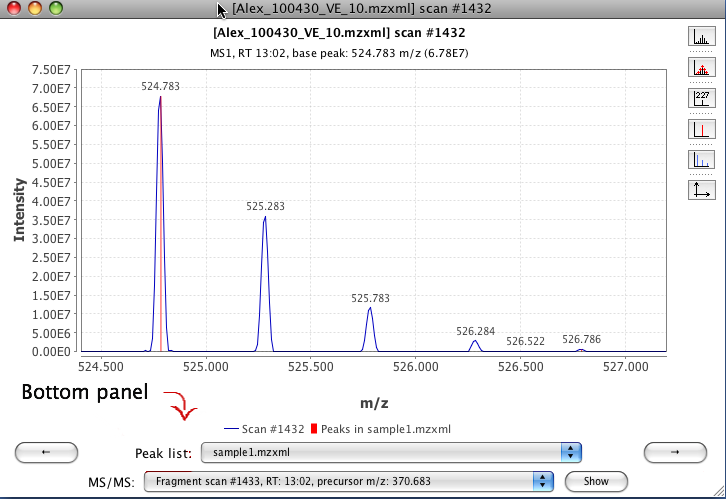 [Alex_100430_VE_10.mzxml] scan #1432
[Alex_100430_VE_10.mzxml] scan #1432
MS1, RT 13:02, base peak: 524.783 m/z (6.78E7)
7.50E7
7.00E7
6.50E7
6.00E7
5.50E7
5.00E7
4.50E7
4.00E7
3.50E7
3.00E7
2.50E7
2.00E7
1.50E7
1.00E7
5.00E6
0.00E0
Intensity
524.783
525.283
525.783
526.284
526.522
526.786
227
524.500 525.000 525.500 526.000 526.500 527.000
m/z
Bottom panel
Scan #1432 Peaks in sample1.mzxml
← Peak list: sample1.mzxml →
MS/MS: Fragment scan #1433, RT: 13:02, precursor m/z: 370.683 Show